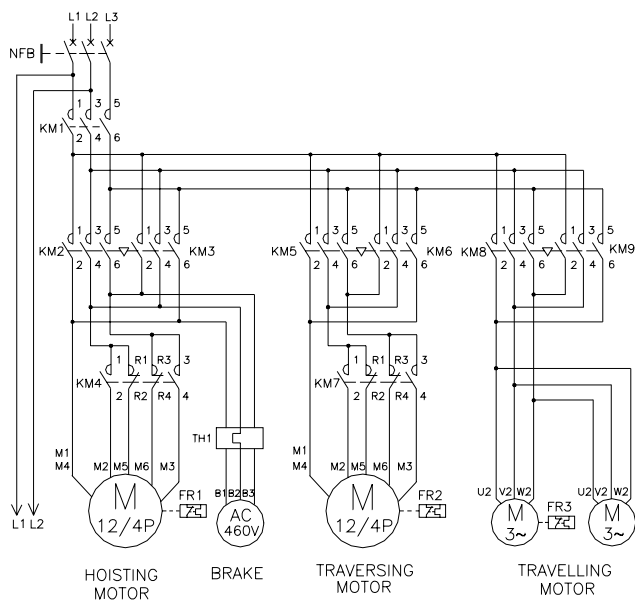 L1 L2 L3
NFB
1 3 5
KM1
2 4 6
1 3 5 1 3 5
KM2 KM3
2 4 6 2 4 6
1 3 5 1 3 5
KM5 KM6
2 4 6 2 4 6
1 3 5 1 3 5
KM8 KM9
2 4 6 2 4 6
1 R1 R3 3
KM4
2 R2 R4 4
1 R1 R3 3
KM7
2 R2 R4 4
TH1
M1
M4 M2 M5 M6 M3
B1 B2 B3
M1
M4 M2 M5 M6 M3
U2 V2 W2 U2 V2 W2
L1 L2
M
12/4P
FR1
AC
460V
M
12/4P
FR2
M
3~
FR3
M
3~
HOISTING
MOTOR
BRAKE
TRAVERSING
MOTOR
TRAVELLING
MOTOR